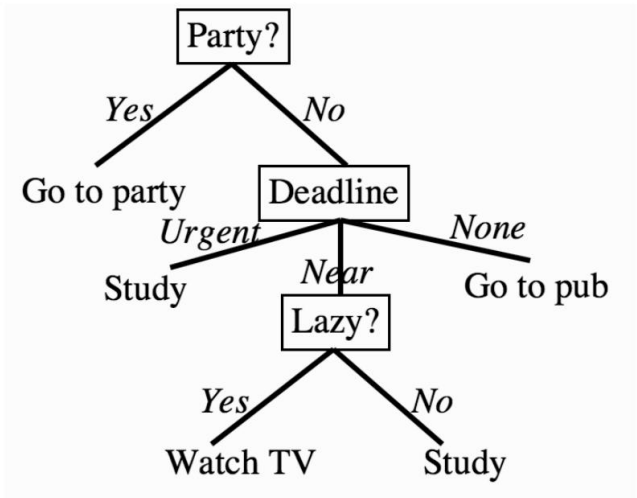 Party?
Yes
No
Go to party
Deadline
Urgent
None
Near
Study
Go to pub
Lazy?
Yes
No
Watch TV
Study